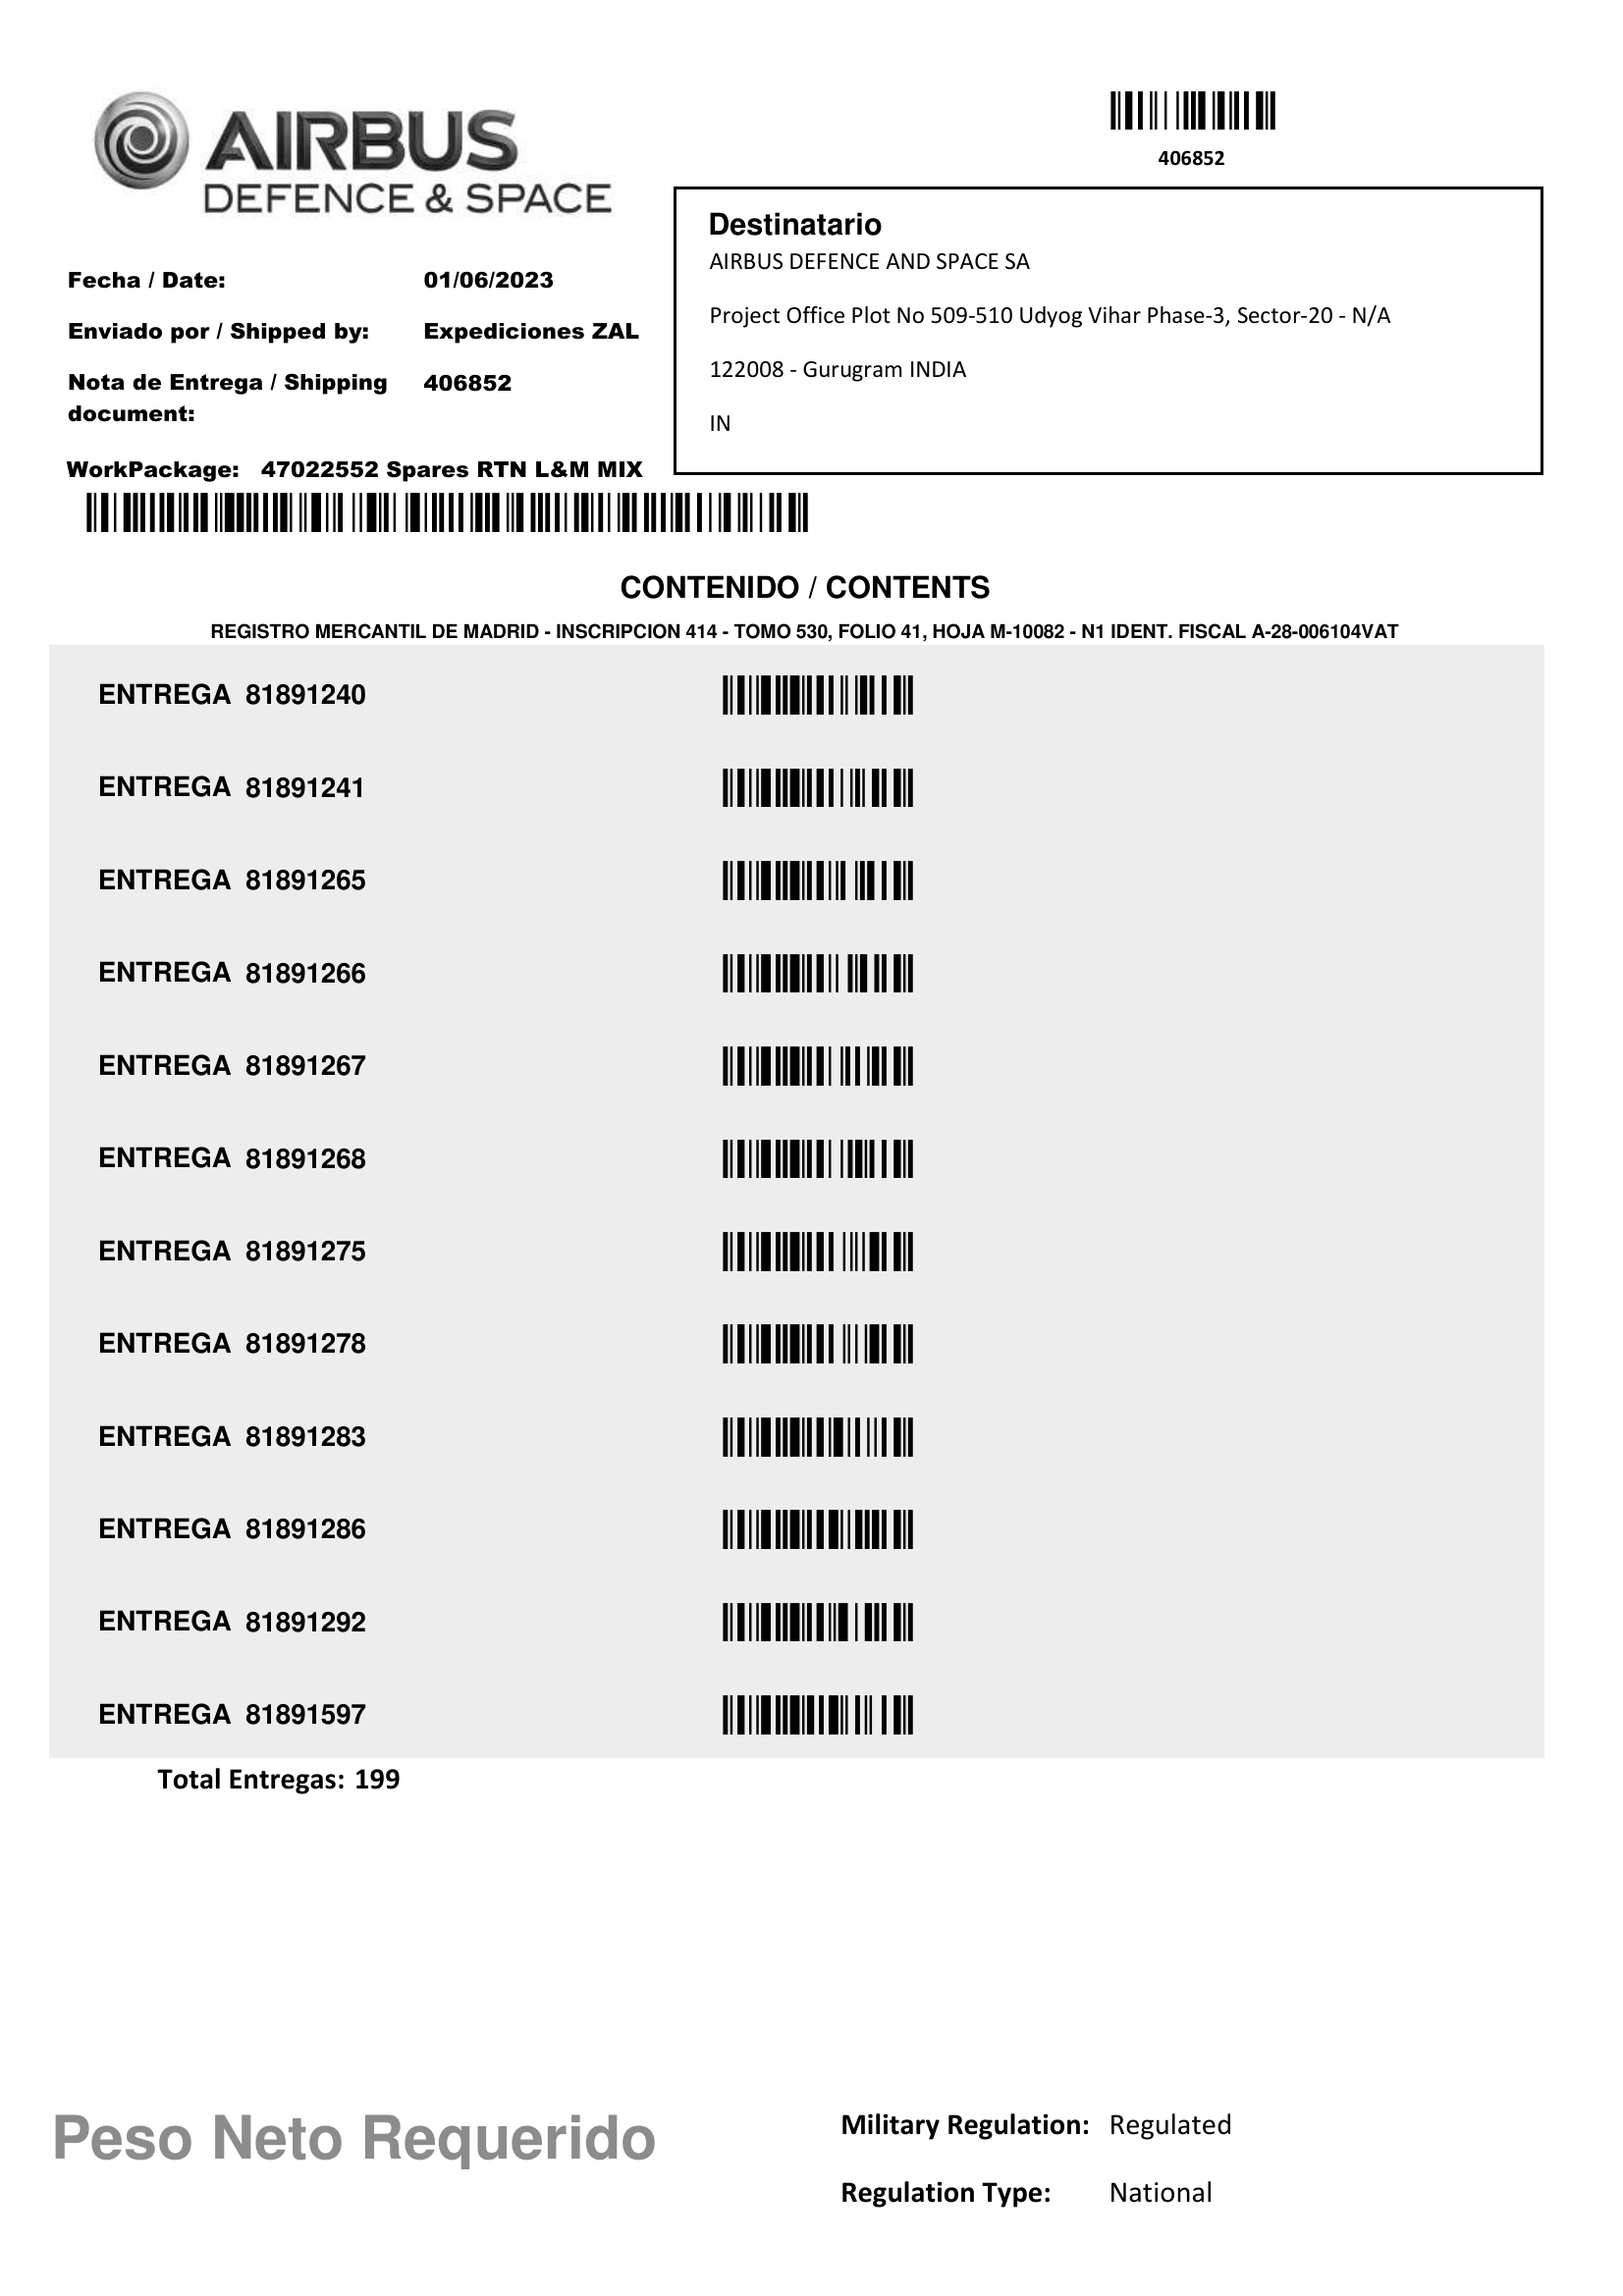 AIRBUS
DEFENCE & SPACE
406852
Destinatario
AIRBUS DEFENCE AND SPACE SA
Project Office Plot No 509-510 Udyog Vihar Phase-3, Sector-20 - N/A
122008 - Gurugram INDIA
IN
Fecha / Date: 01/06/2023
Enviado por / Shipped by: Expediciones ZAL
Nota de Entrega / Shipping document: 406852
WorkPackage: 47022552 Spares RTN L&M MIX
CONTENIDO / CONTENTS
REGISTRO MERCANTIL DE MADRID - INSCRIPCION 414 - TOMO 530, FOLIO 41, HOJA M-10082 - N1 IDENT. FISCAL A-28-006104VAT
ENTREGA 81891240
ENTREGA 81891241
ENTREGA 81891265
ENTREGA 81891266
ENTREGA 81891267
ENTREGA 81891268
ENTREGA 81891275
ENTREGA 81891278
ENTREGA 81891283
ENTREGA 81891286
ENTREGA 81891292
ENTREGA 81891597
Total Entregas: 199
Peso Neto Requerido
Military Regulation: Regulated
Regulation Type: National